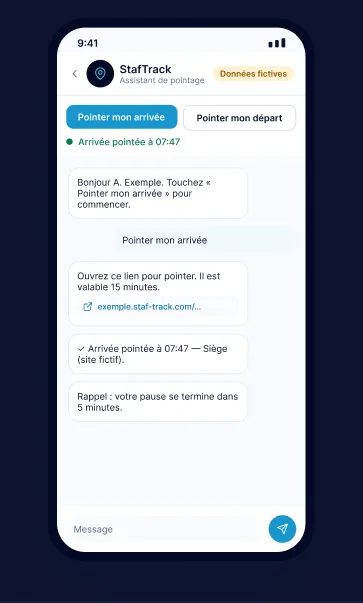 9:41
StafTrack
Assistant de pointage
Données fictives
Pointer mon arrivée
Pointer mon départ
Arrivée pointée à 07:47
Bonjour A. Exemple. Touchez «
Pointer mon arrivée » pour
commencer.
Pointer mon arrivée
Ouvrez ce lien pour pointer. Il est
valable 15 minutes.
exemple.staf-track.com/...
✓ Arrivée pointée à 07:47 — Siège
(site fictif).
Rappel : votre pause se termine dans
5 minutes.
Message